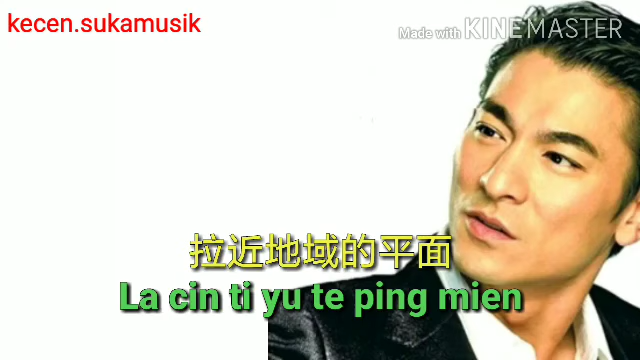 kecen.sukamusik
Made with KINEMASTER
拉近地域的平面
La cin ti yu te ping mien